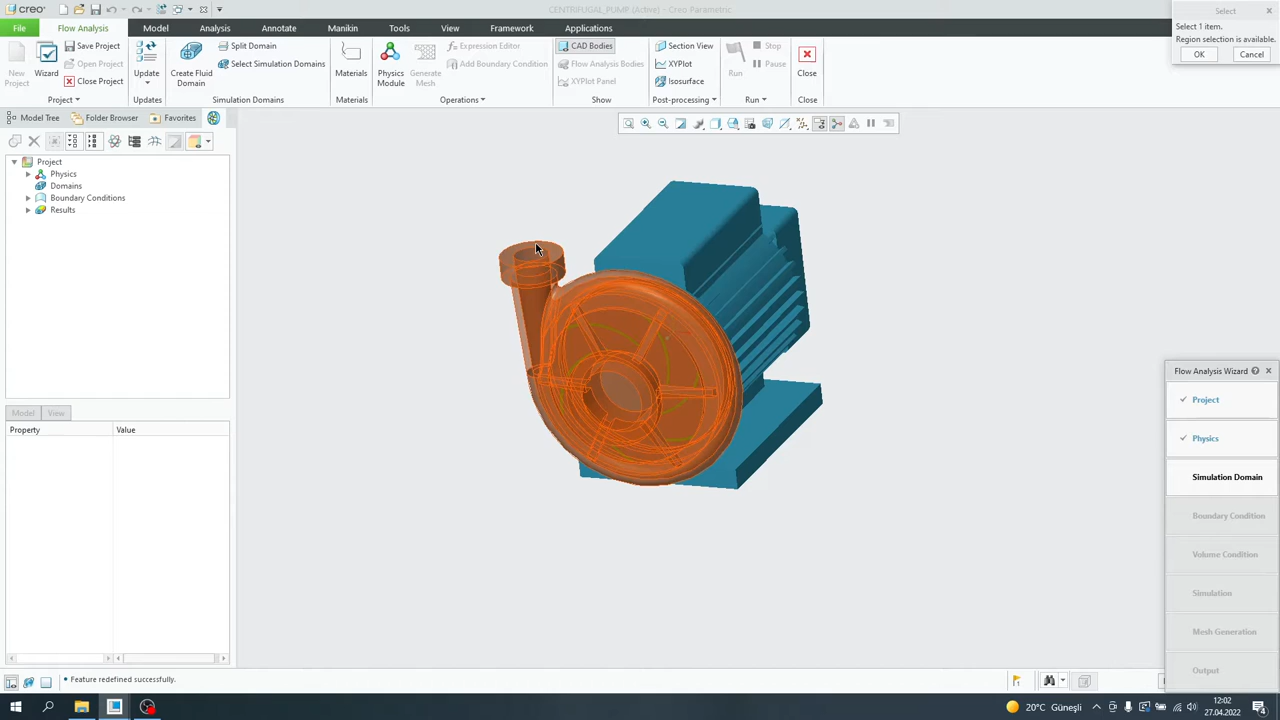 creo
CENTRIFUGAL_PUMP (Active) - Creo Parametric
Select
Select 1 item.
Region selection is available.
OK
Cancel
File
Flow Analysis
Model
Analysis
Annotate
Manikin
Tools
View
Framework
Applications
New Project
Wizard
Save Project
Open Project
Close Project
Update
Create Fluid Domain
Split Domain
Select Simulation Domains
Materials
Physics Module
Generate Mesh
Expression Editor
Add Boundary Condition
CAD Bodies
Flow Analysis Bodies
XYPlot Panel
Section View
XYPlot
Isosurface
Run
Stop
Pause
Close
Project
Updates
Simulation Domains
Materials
Operations
Show
Post-processing
Run
Close
Model Tree
Folder Browser
Favorites
Project
Physics
Domains
Boundary Conditions
Results
Model
View
Property
Value
Flow Analysis Wizard
Project
Physics
Simulation Domain
Boundary Condition
Volume Condition
Simulation
Mesh Generation
Output
Feature redefined successfully.
20°C Güneşli
12:02
27.04.2022